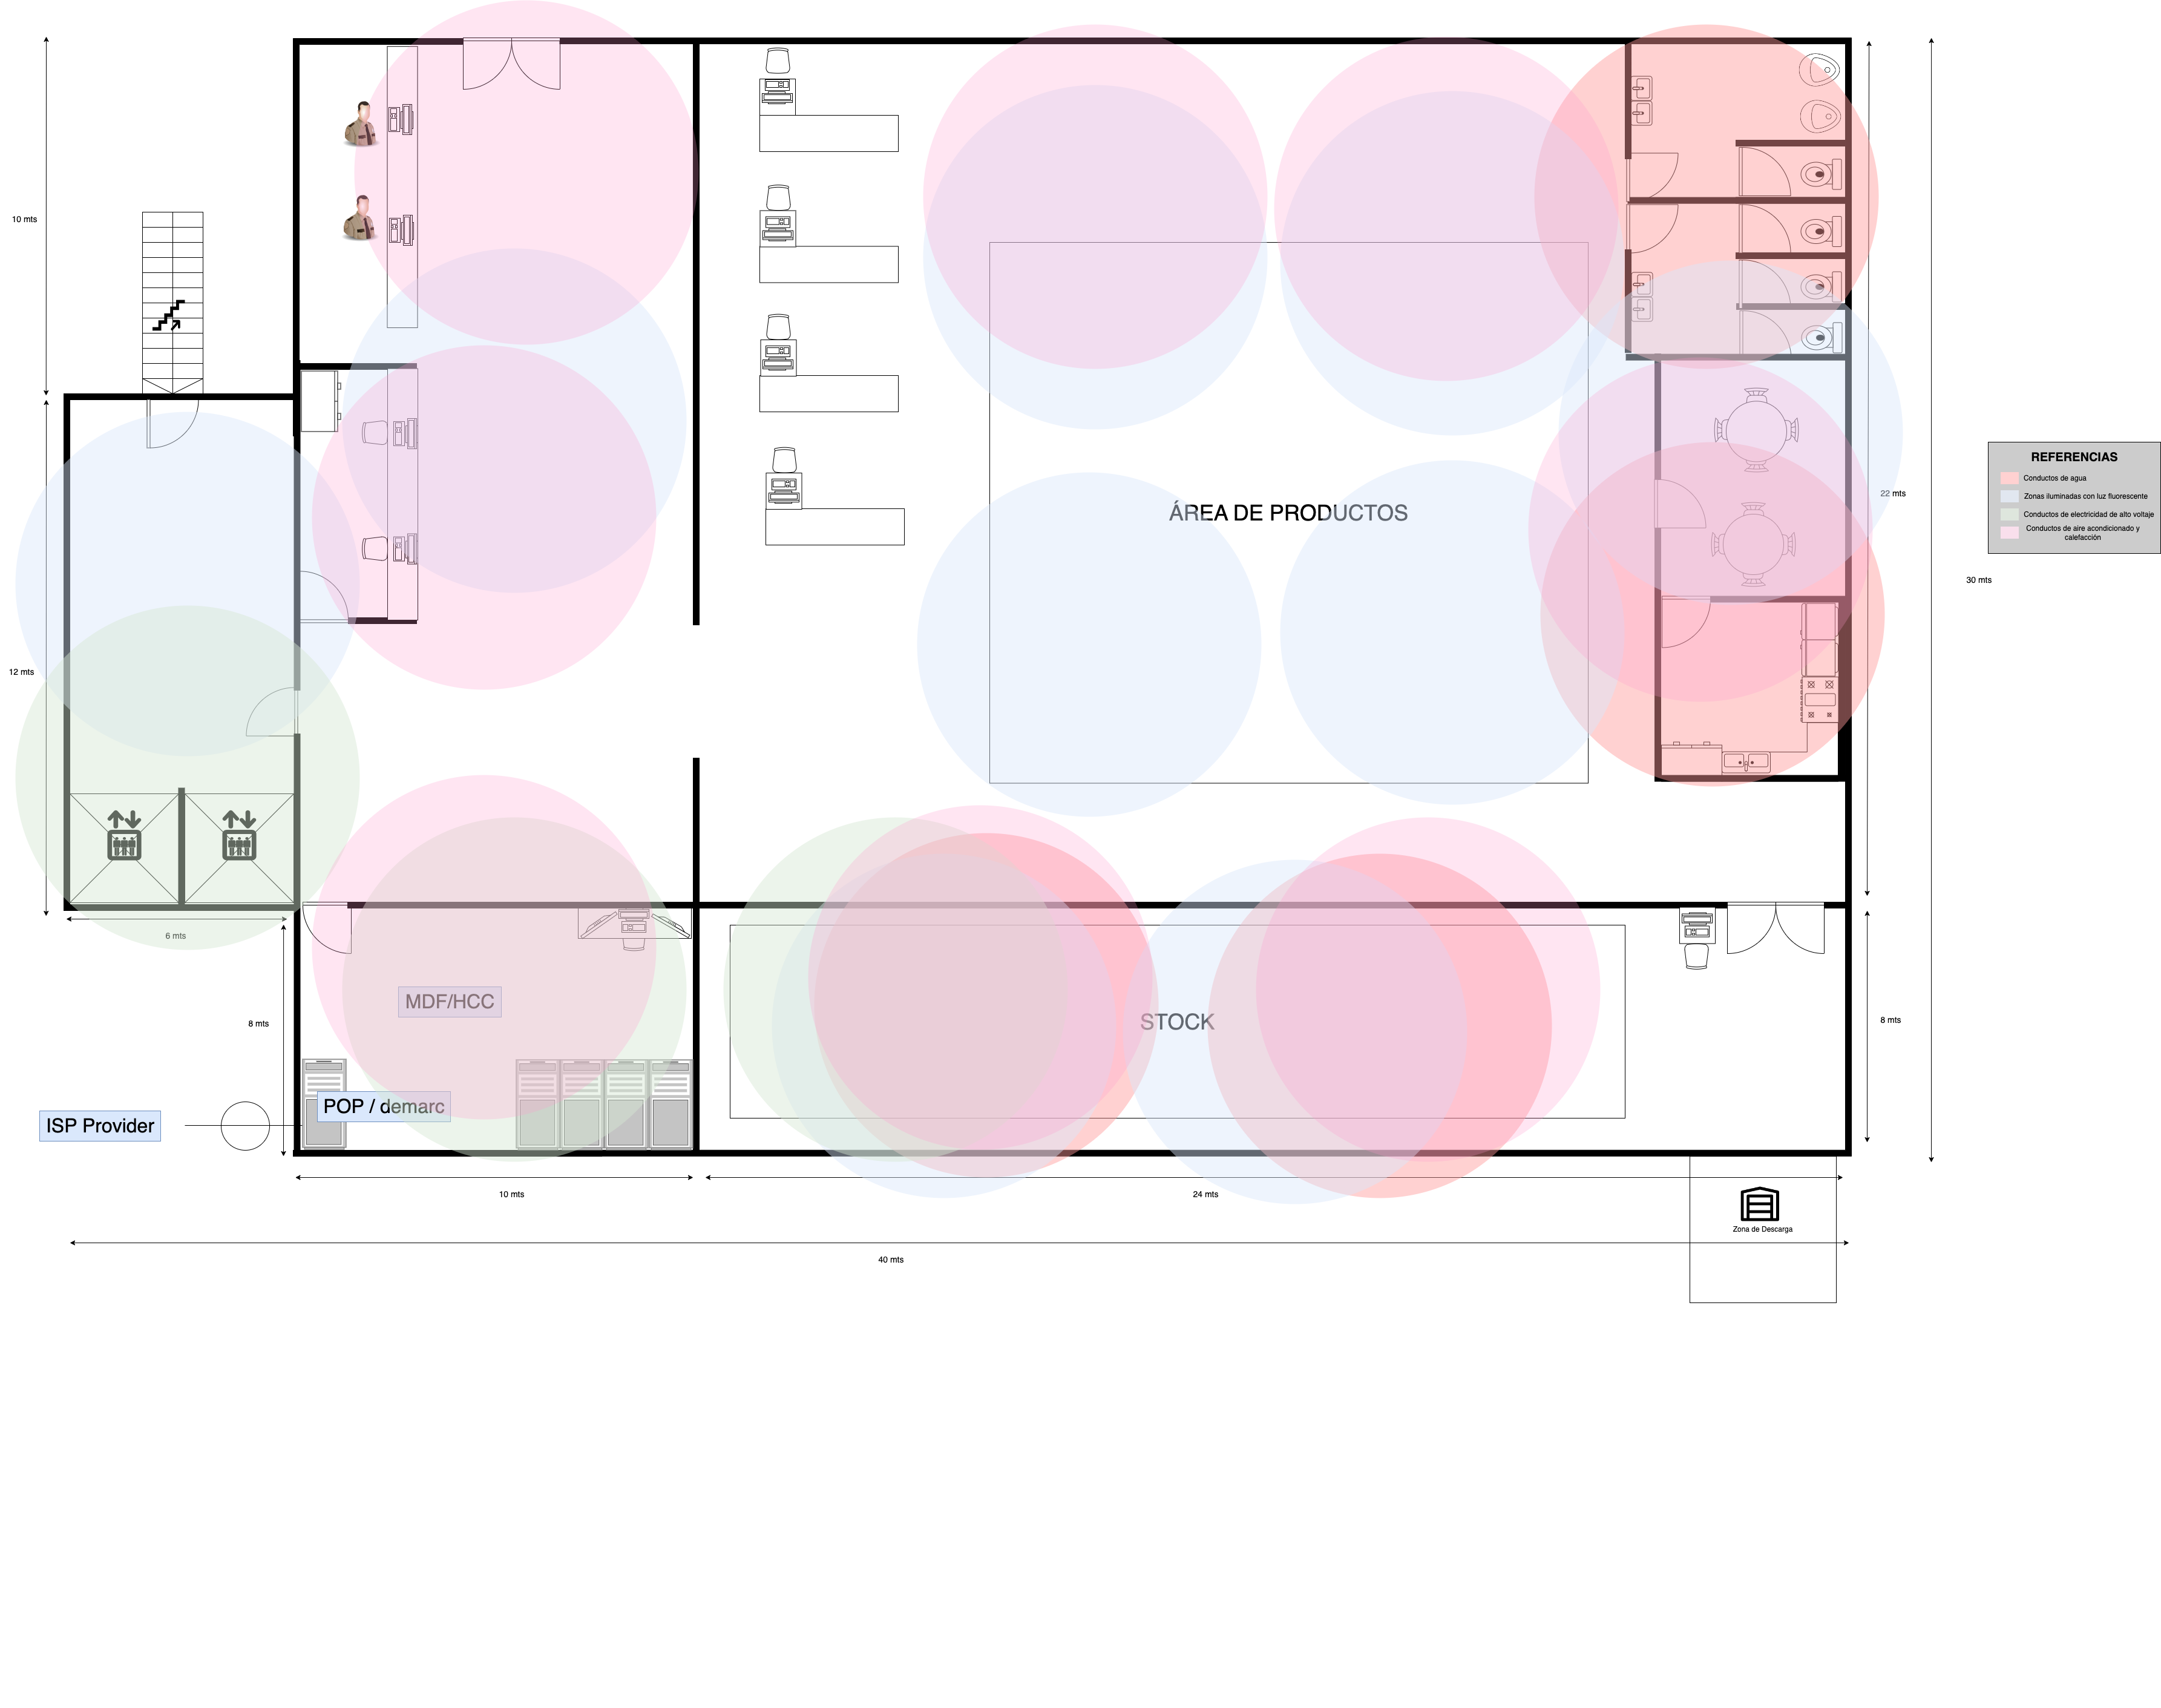 10 mts
12 mts
6 mts
8 mts
ÁREA DE PRODUCTOS
22 mts
30 mts
REFERENCIAS
Conductos de agua
Zonas iluminadas con luz fluorescente
Conductos de electricidad de alto voltaje
Conductos de aire acondicionado y
calefacción
MDF/HCC
STOCK
8 mts
POP / demarc
ISP Provider
10 mts
24 mts
Zona de Descarga
40 mts